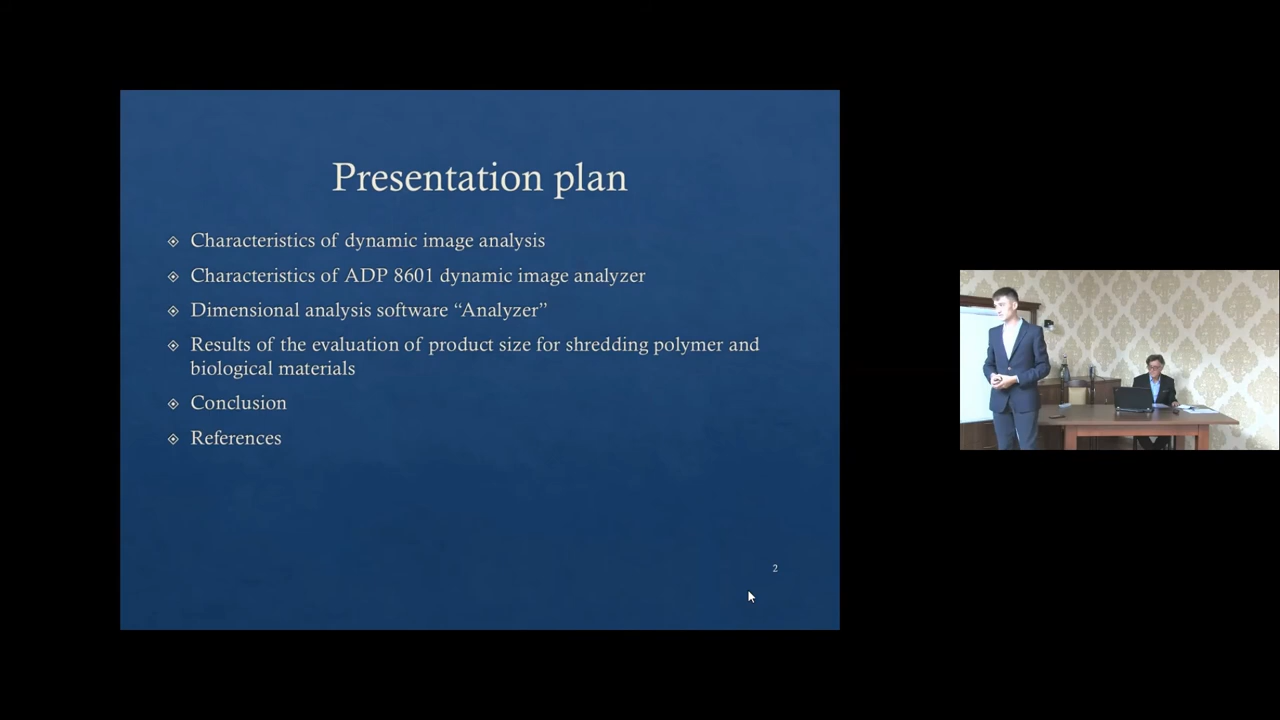 Presentation plan
Characteristics of dynamic image analysis
Characteristics of ADP 8601 dynamic image analyzer
Dimensional analysis software “Analyzer”
Results of the evaluation of product size for shredding polymer and
biological materials
Conclusion
References
2